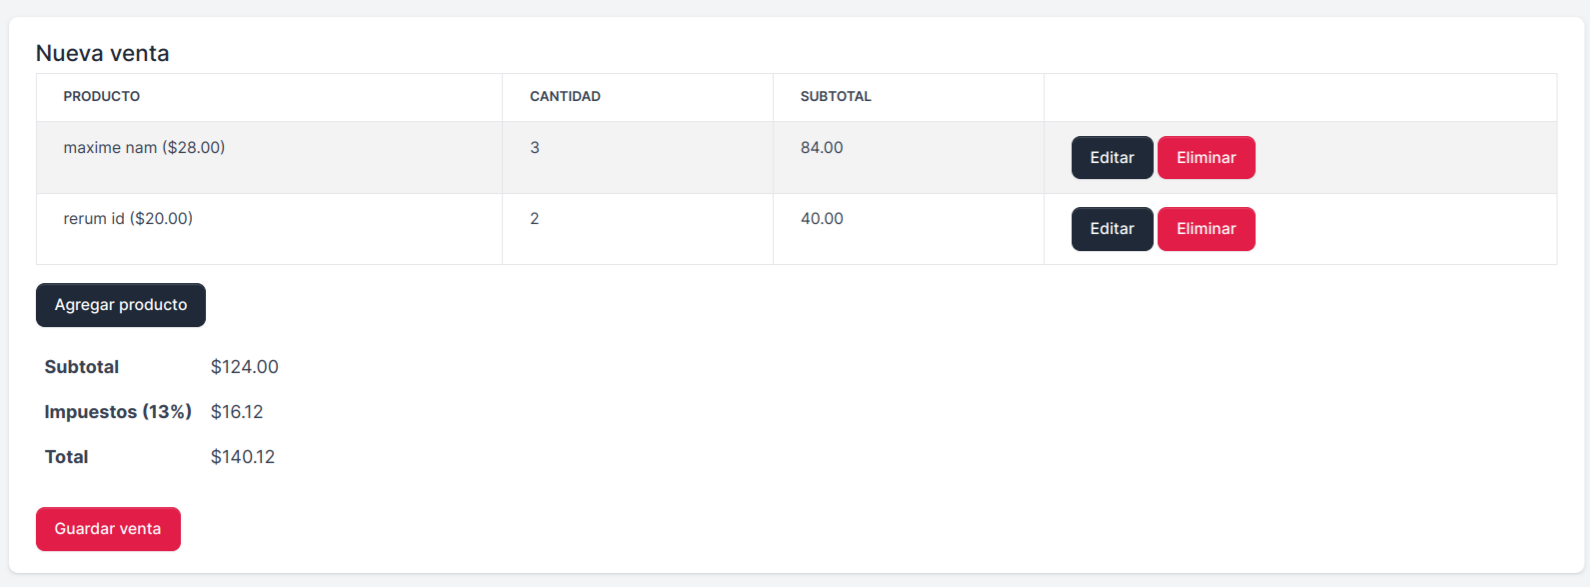 Nueva venta
PRODUCTO CANTIDAD SUBTOTAL
maxime nam ($28.00) 3 84.00 Editar Eliminar
rerum id ($20.00) 2 40.00 Editar Eliminar
Agregar producto
Subtotal $124.00
Impuestos (13%) $16.12
Total $140.12
Guardar venta